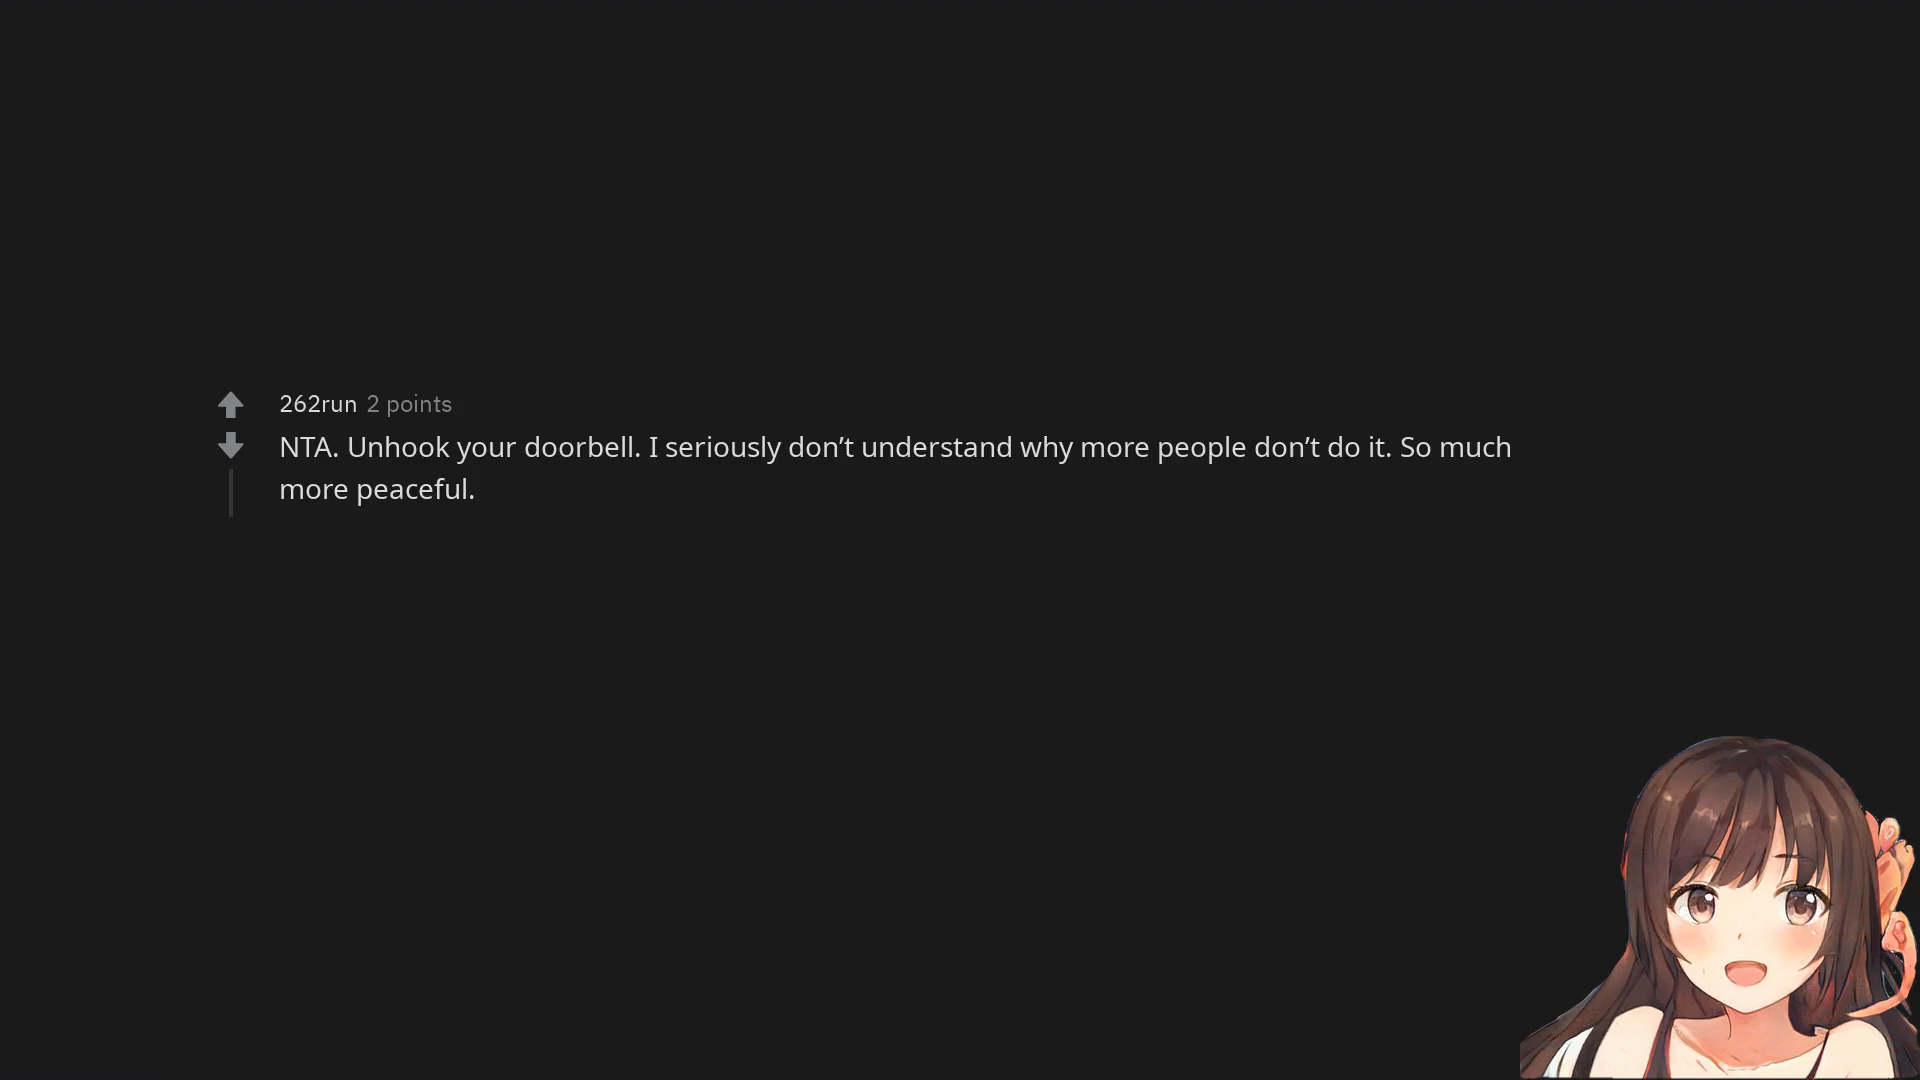 262run 2 points
NTA. Unhook your doorbell. I seriously don’t understand why more people don’t do it. So much
more peaceful.